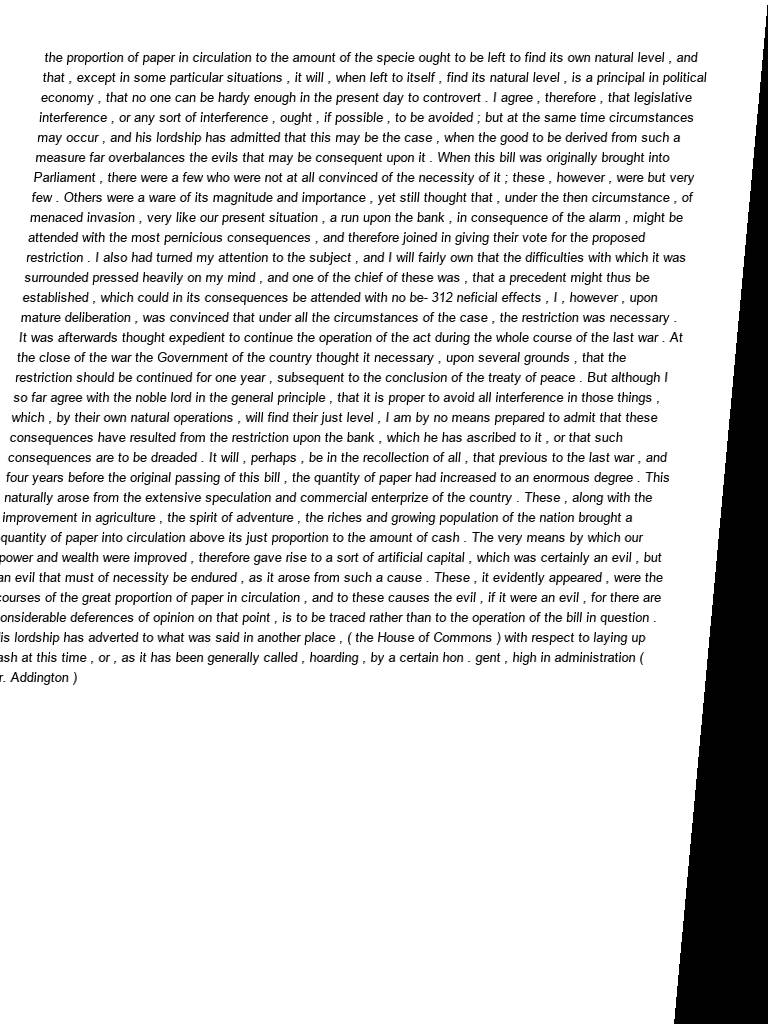 the proportion of paper in circulation to the amount of the specie ought to be left to find its own natural level , and
that , except in some particular situations , it will , when left to itself , find its natural level , is a principal in political
economy , that no one can be hardy enough in the present day to controvert . I agree , therefore , that legislative
interference , or any sort of interference , ought , if possible , to be avoided ; but at the same time circumstances
may occur , and his lordship has admitted that this may be the case , when the good to be derived from such a
measure far overbalances the evils that may be consequent upon it . When this bill was originally brought into
Parliament , there were a few who were not at all convinced of the necessity of it ; these , however , were but very
few . Others were a ware of its magnitude and importance , yet still thought that , under the then circumstance , of
menaced invasion , very like our present situation , a run upon the bank , in consequence of the alarm , might be
attended with the most pernicious consequences , and therefore joined in giving their vote for the proposed
restriction . I also had turned my attention to the subject , and I will fairly own that the difficulties with which it was
surrounded pressed heavily on my mind , and one of the chief of these was , that a precedent might thus be
established , which could in its consequences be attended with no be- 312 neficial effects , I , however , upon
mature deliberation , was convinced that under all the circumstances of the case , the restriction was necessary .
It was afterwards thought expedient to continue the operation of the act during the whole course of the last war . At
the close of the war the Government of the country thought it necessary , upon several grounds , that the
restriction should be continued for one year , subsequent to the conclusion of the treaty of peace . But although I
so far agree with the noble lord in the general principle , that it is proper to avoid all interference in those things ,
which , by their own natural operations , will find their just level , I am by no means prepared to admit that these
consequences have resulted from the restriction upon the bank , which he has ascribed to it , or that such
consequences are to be dreaded . It will , perhaps , be in the recollection of all , that previous to the last war , and
four years before the original passing of this bill , the quantity of paper had increased to an enormous degree . This
naturally arose from the extensive speculation and commercial enterprize of the country . These , along with the
improvement in agriculture , the spirit of adventure , the riches and growing population of the nation brought a
quantity of paper into circulation above its just proportion to the amount of cash . The very means by which our
power and wealth were improved , therefore gave rise to a sort of artificial capital , which was certainly an evil , but
an evil that must of necessity be endured , as it arose from such a cause . These , it evidently appeared , were the
courses of the great proportion of paper in circulation , and to these causes the evil , if it were an evil , for there are
onsiderable deferences of opinion on that point , is to be traced rather than to the operation of the bill in question .
is lordship has adverted to what was said in another place , ( the House of Commons ) with respect to laying up
ash at this time , or , as it has been generally called , hoarding , by a certain hon . gent , high in administration (
r. Addington )